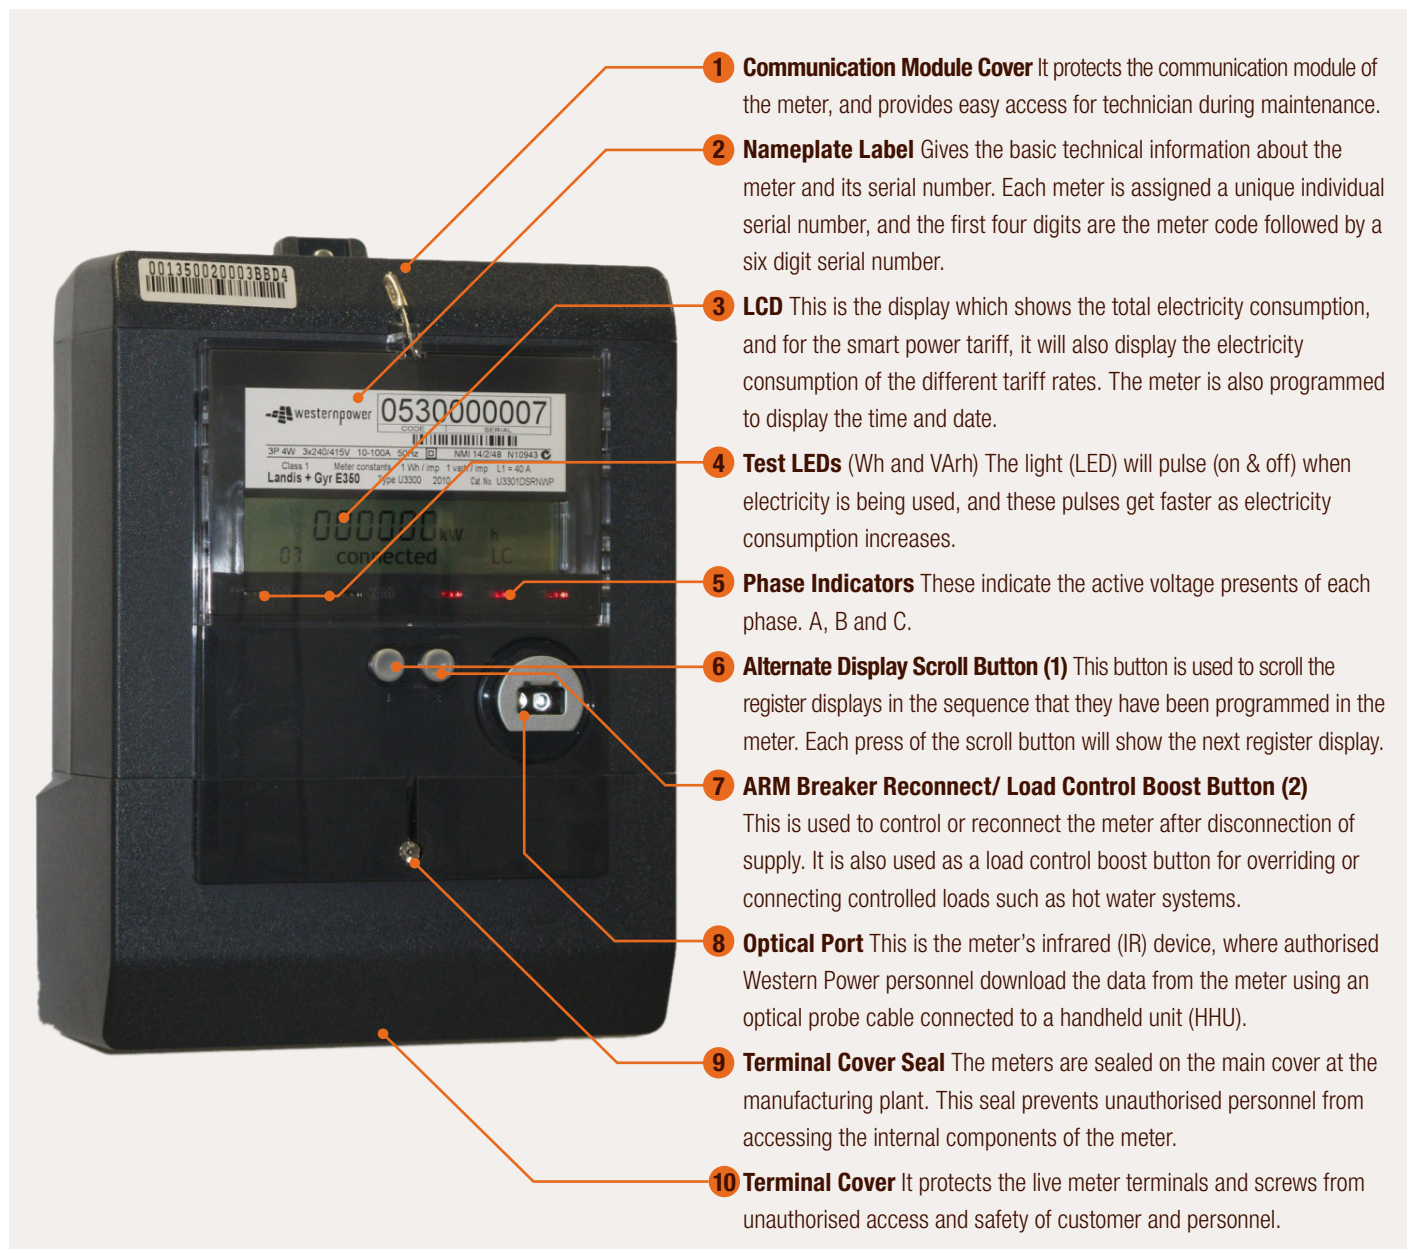 1 Communication Module Cover It protects the communication module of
the meter, and provides easy access for technician during maintenance.
2 Nameplate Label Gives the basic technical information about the
meter and its serial number. Each meter is assigned a unique individual
serial number, and the first four digits are the meter code followed by a
six digit serial number.
3 LCD This is the display which shows the total electricity consumption,
and for the smart power tariff, it will also display the electricity
consumption of the different tariff rates. The meter is also programmed
to display the time and date.
4 Test LEDs (Wh and VArh) The light (LED) will pulse (on & off) when
electricity is being used, and these pulses get faster as electricity
consumption increases.
5 Phase Indicators These indicate the active voltage presents of each
phase. A, B and C.
6 Alternate Display Scroll Button (1) This button is used to scroll the
register displays in the sequence that they have been programmed in the
meter. Each press of the scroll button will show the next register display.
7 ARM Breaker Reconnect/ Load Control Boost Button (2)
This is used to control or reconnect the meter after disconnection of
supply. It is also used as a load control boost button for overriding or
connecting controlled loads such as hot water systems.
8 Optical Port This is the meter's infrared (IR) device, where authorised
Western Power personnel download the data from the meter using an
optical probe cable connected to a handheld unit (HHU).
9 Terminal Cover Seal The meters are sealed on the main cover at the
manufacturing plant. This seal prevents unauthorised personnel from
accessing the internal components of the meter.
10 Terminal Cover It protects the live meter terminals and screws from
unauthorised access and safety of customer and personnel.
001350020003BBD4
westernpower 0530000007
CODE SERIAL
3P 4W 3x240/415V 10-100A 50Hz NMI 14/2/48 N10943
Class 1 Meter constants 1 Wh / imp 1 varh / imp L1 = 40 A
Landis + Gyr E350 Type U3300 2010 Cat. No. U3301DSRNWP
000000 kW h
07 connected LC